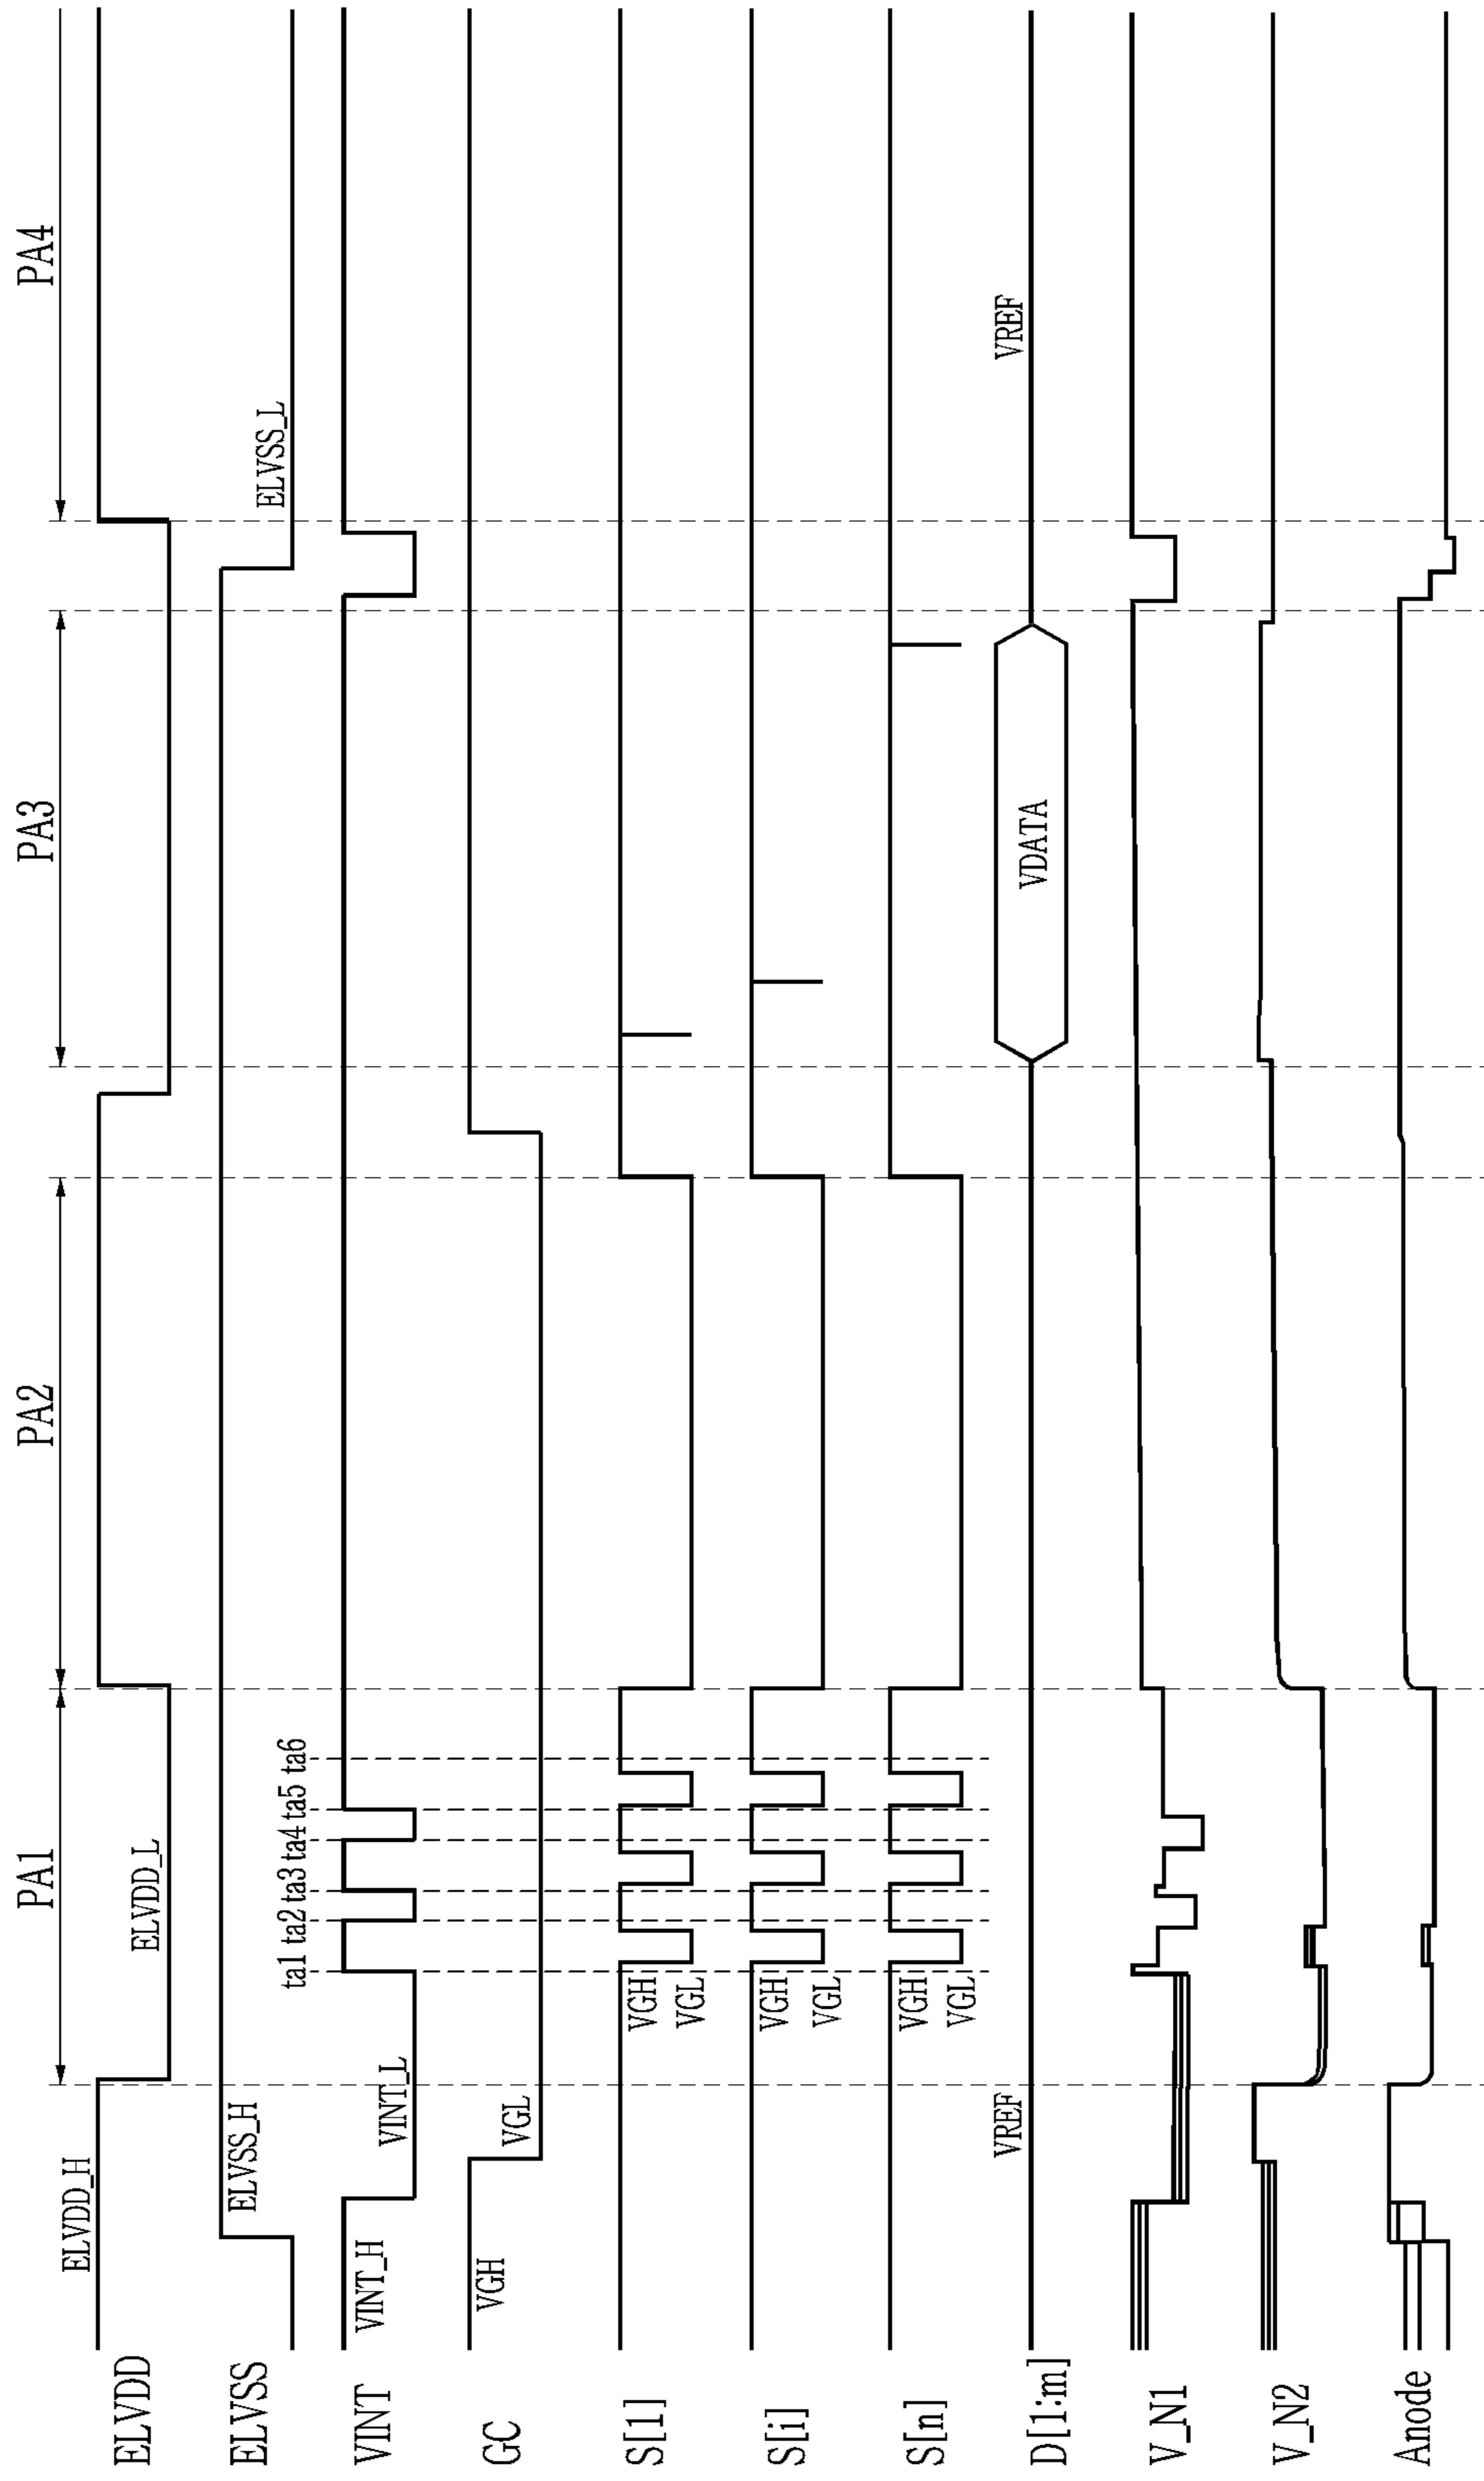 PA1
PA2
PA3
PA4
ELVDD
ELVDD_H
ELVDD_L
ELVSS
ELVSS_H
ELVSS_L
ta1 ta2 ta3 ta4 ta5 ta6
VINT
VINT_H
VINT_L
GC
VGH
VGL
S[1]
VGH
VGL
S[i]
VGH
VGL
S[n]
VGH
VGL
D[1:m]
VREF
VDATA
VREF
V_N1
V_N2
Anode